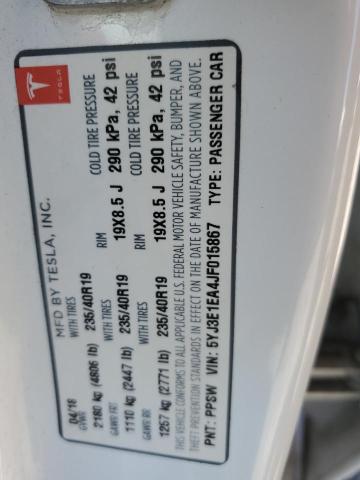 TESLA
MFD BY TESLA, INC.
04/18
GVWR WITH TIRES RIM COLD TIRE PRESSURE
2180 kg (4806 lb) 235/40R19 19X8.5 J 290 kPa, 42 psi
GAWR FRT WITH TIRES RIM COLD TIRE PRESSURE
1110 kg (2447 lb) 235/40R19 19X8.5 J 290 kPa, 42 psi
GAWR RR
1257 kg (2771 lb) 235/40R19 19X8.5 J 290 kPa, 42 psi
THIS VEHICLE CONFORMS TO ALL APPLICABLE U.S. FEDERAL MOTOR VEHICLE SAFETY, BUMPER, AND
THEFT PREVENTION STANDARDS IN EFFECT ON THE DATE OF MANUFACTURE SHOWN ABOVE.
PNT: PPSW VIN: 5YJ3E1EA4JF015867 TYPE: PASSENGER CAR